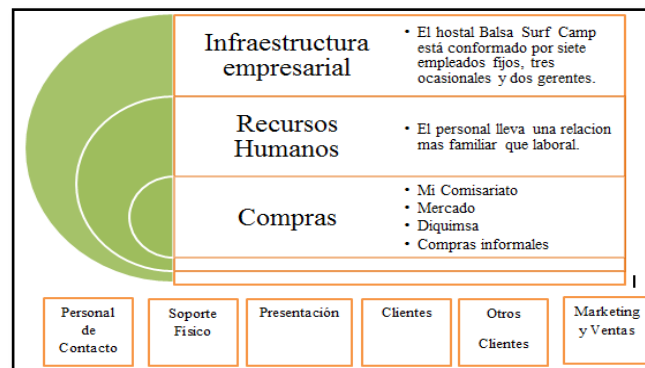 Infraestructura
empresarial
• El hostal Balsa Surf Camp
está conformado por siete
empleados fijos, tres
ocasionales y dos gerentes.
Recursos
Humanos
• El personal lleva una relacion
mas familiar que laboral.
Compras
• Mi Comisariato
• Mercado
• Diquimsa
• Compras informales
Personal
de
Contacto
Soporte
Físico
Presentación
Clientes
Otros
Clientes
Marketing
y Ventas